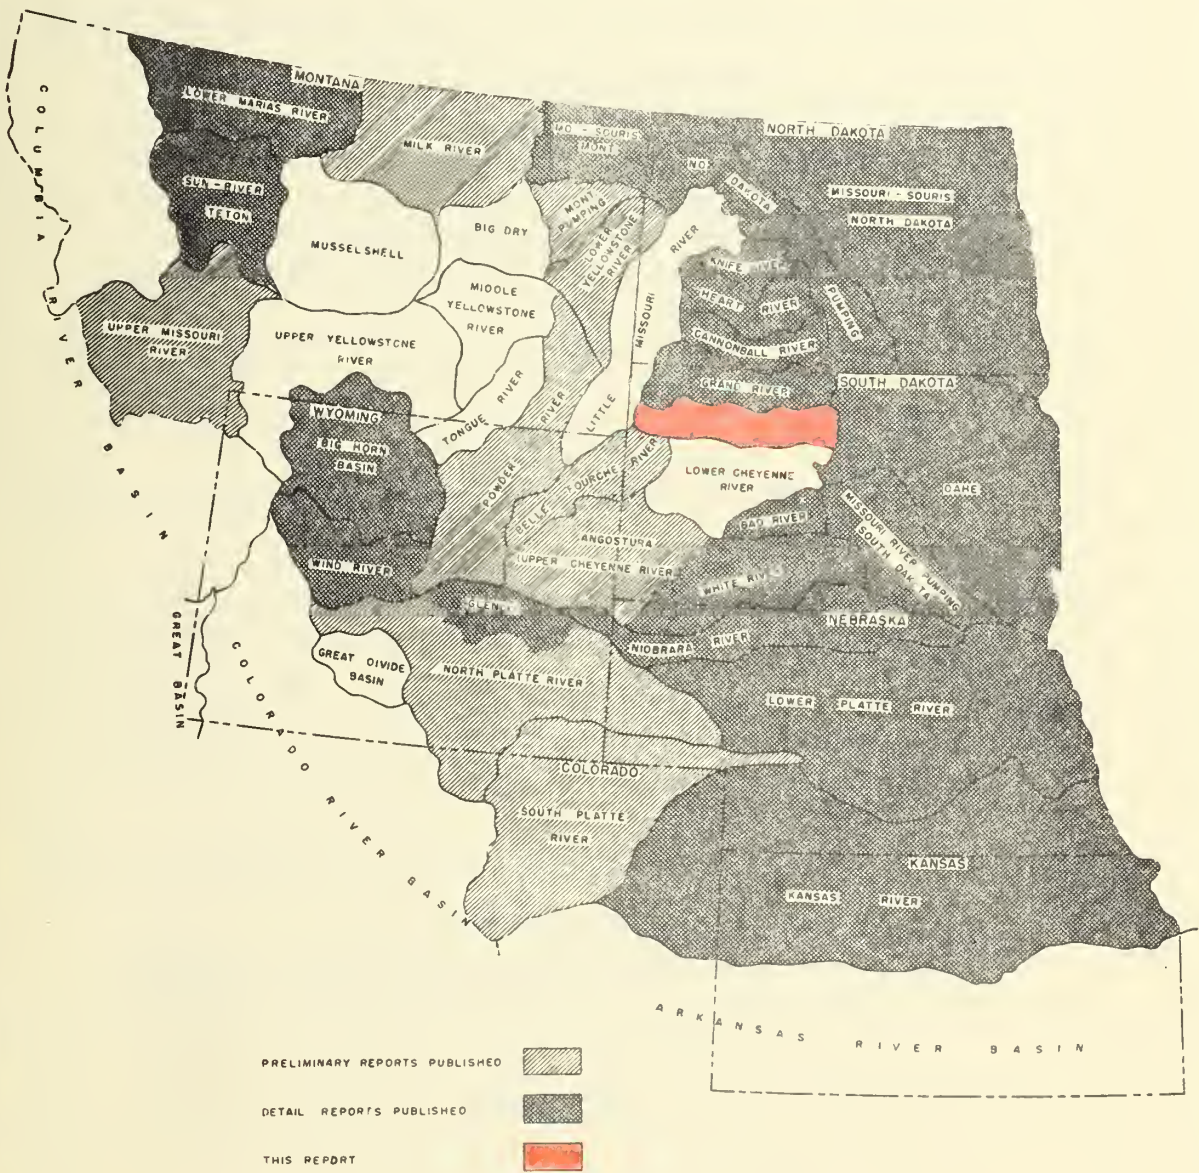 COLUMBIA RIVER BASIN
MONTANA
LOWER MARIAS RIVER
MILK RIVER
MO. - SOURIS
MONT.
NORTH DAKOTA
NO. DAKOTA
MISSOURI - SOURIS
NORTH DAKOTA
SUN - RIVER
TETON
MUSSELSHELL
BIG DRY
MONT
PUMPING
LOWER
YELLOWSTONE
RIVER
KNIFE RIVER
HEART RIVER
PUMPING
CANNONBALL RIVER
MIDDLE
YELLOWSTONE
RIVER
UPPER MISSOURI
RIVER
UPPER YELLOWSTONE
RIVER
LITTLE MISSOURI RIVER
GRAND RIVER
SOUTH DAKOTA
WYOMING
BIG HORN
BASIN
TONGUE RIVER
POWDER RIVER
BELLE FOURCHE RIVER
LOWER CHEYENNE
RIVER
OAHE
BAD RIVER
MISSOURI RIVER PUMPING
SOUTH DAK TA
ANGOSTURA
(UPPER CHEYENNE RIVER
WIND RIVER
WHITE RIV
GLEN
NIOBRARA RIVER
NEBRASKA
GREAT BASIN
COLORADO RIVER BASIN
GREAT DIVIDE
BASIN
NORTH PLATTE RIVER
LOWER PLATTE RIVER
COLORADO
SOUTH PLATTE
RIVER
KANSAS
KANSAS RIVER
ARKANSAS RIVER BASIN
PRELIMINARY REPORTS PUBLISHED
DETAIL REPORTS PUBLISHED
THIS REPORT